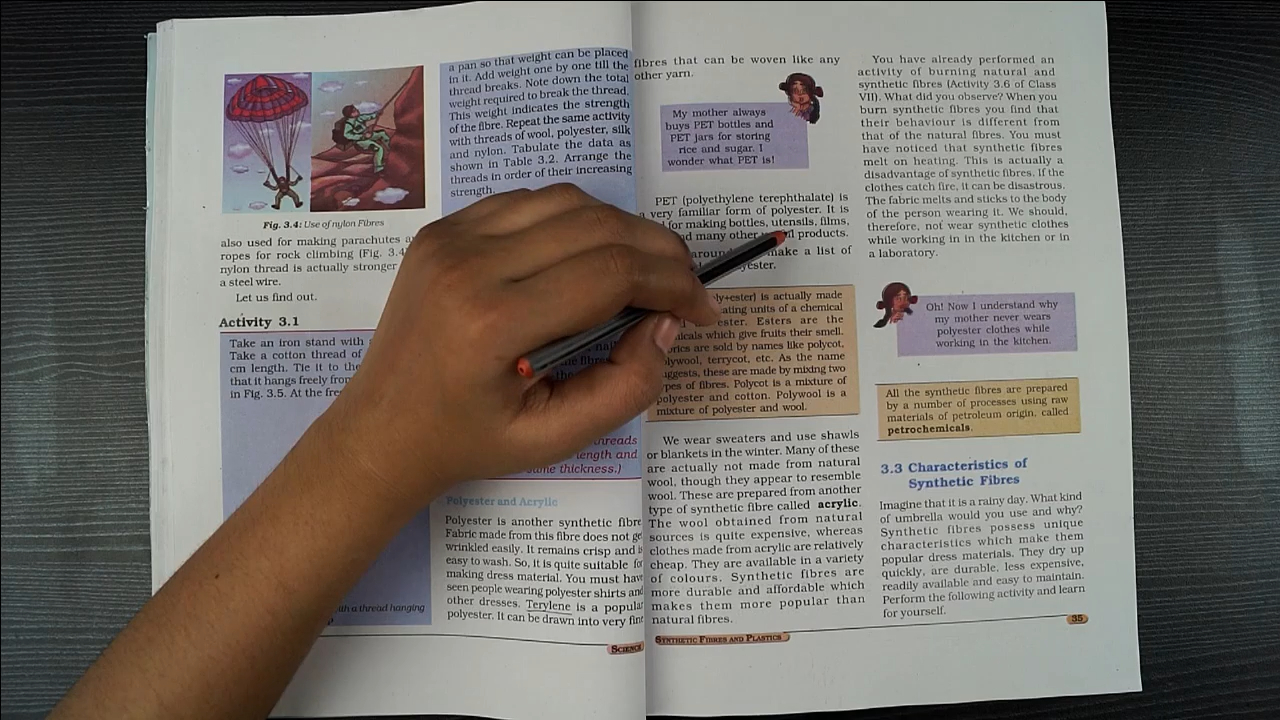 Fig. 3.4: Use of nylon Fibres
also used for making parachutes
ropes for rock climbing (Fig. 3.4
nylon thread is actually stronger
a steel wire.
Let us find out.
Activity 3.1
Take an iron stand with
Take a cotton thread of
cm length. Tie it to the
that it hangs freely from
in Fig. 3.5. At the
a pan so that weight can be placed
in it. Add weight one by one till the
thread breaks. Note down the total
weight required to break the thread.
This weight indicates the strength
of the fibre. Repeat the same activity
with threads of wool, polyester, silk
and nylon. Tabulate the data as
shown in Table 3.2. Arrange the
threads in order of their increasing
strength.
threads
length and
same thickness.)
with a thread hanging
Polyester and Acrylic
Polyester is another synthetic fibre
Fabric made from this fibre does not
wrinkled easily. It remains crisp and
easy to wash. So, it is quite suitable
making dress material. You must have
seen people wearing polyester shirts and
other dresses. Terylene is a popular
polyester. It can be drawn into very
SCIENCE
fibres that can be woven like any
other yarn.
My mother always
buys PET bottles and
PET jars for storing
rice and sugar. I
wonder what PET is!
PET (polyethylene terephthalate) is
a very familiar form of polyester. It is
for making bottles, utensils, films,
and many other products.
around make a list of
ly+ester) is actually made
units of a chemical
ester. Esters are the
which give fruits their smell.
are sold by names like polycot,
polywool, terrycot, etc. As the name
suggests, these are made by mixing two
types of fibres. Polycot is a mixture of
polyester and cotton. Polywool is a
mixture of polyester and wool.
We wear sweaters and use shawls
or blankets in the winter. Many of these
are actually not made from natural
wool, though they appear to resemble
wool. These are prepared from another
type of synthetic fibre called acrylic.
The wool obtained from natural
sources is quite expensive, whereas
clothes made from acrylic are relatively
cheap. They are available in a variety
of colours. Synthetic fibres are
more durable and affordable which
makes them more popular than
natural fibres.
SYNTHETIC FIBRES AND PLASTICS
You have already performed an
activity of burning natural and
synthetic fibres (Activity 3.6 of Class
VII). What did you observe? When you
burn synthetic fibres you find that
their behaviour is different from
that of the natural fibres. You must
have noticed that synthetic fibres
melt on heating. This is actually a
disadvantage of synthetic fibres. If the
clothes catch fire, it can be disastrous.
The fabric melts and sticks to the body
of the person wearing it. We should,
therefore, not wear synthetic clothes
while working in in the kitchen or in
a laboratory.
Oh! Now I understand why
my mother never wears
polyester clothes while
working in the kitchen.
All the synthetic fibres are prepared
by a number of processes using raw
materials of petroleum origin, called
petrochemicals.
3.3 Characteristics of
Synthetic Fibres
Imagine that it is a rainy day. What kind
of umbrella would you use and why?
Synthetic fibres possess unique
characteristics which make them
popular dress materials. They dry up
quickly, are durable, less expensive,
readily available and easy to maintain.
Perform the following activity and learn
for yourself.
35